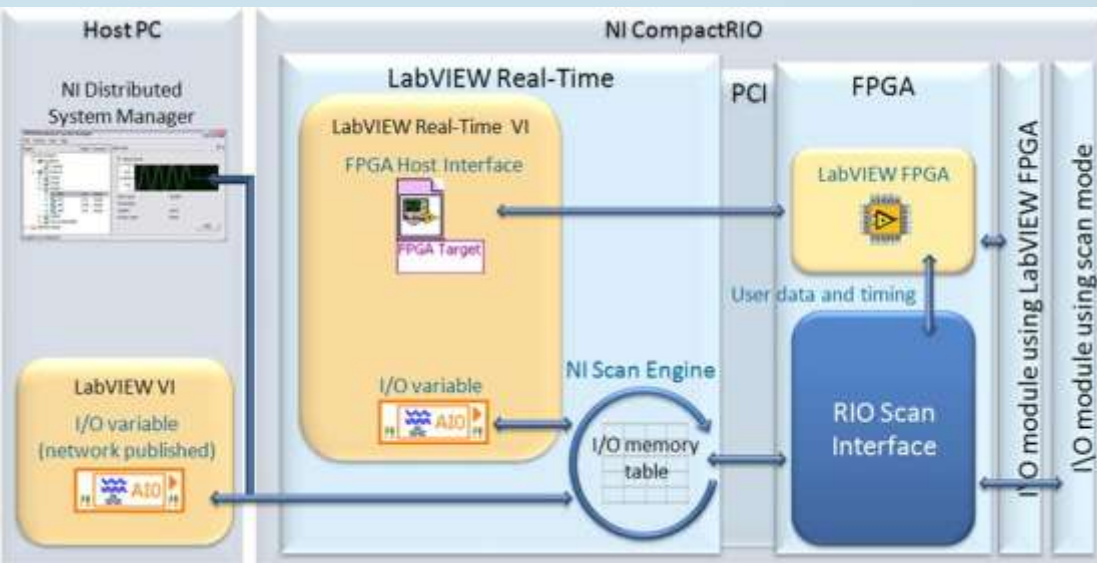 Host PC
NI Distributed
System Manager
LabVIEW VI
I/O variable
(network published)
AIO
NI CompactRIO
LabVIEW Real-Time
LabVIEW Real-Time VI
FPGA Host Interface
FPGA Target
I/O variable
AIO
NI Scan Engine
I/O memory
table
PCI
FPGA
LabVIEW FPGA
User data and timing
RIO Scan
Interface
I\O module using LabVIEW FPGA
I\O module using scan mode